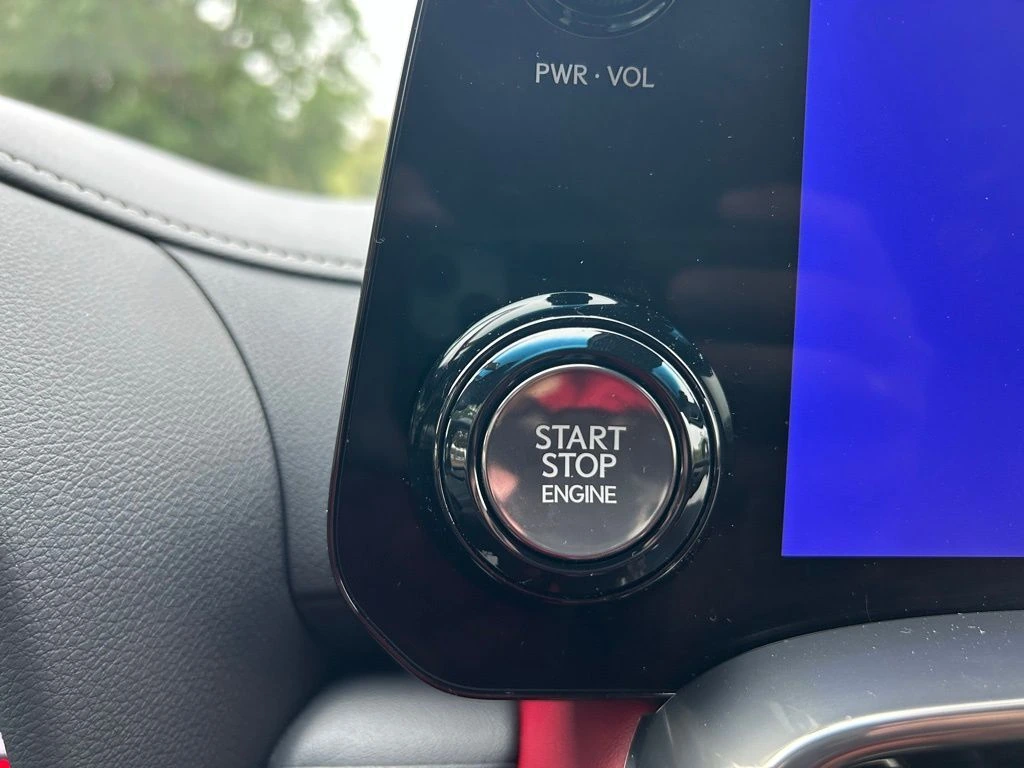 PWR · VOL
START
STOP
ENGINE